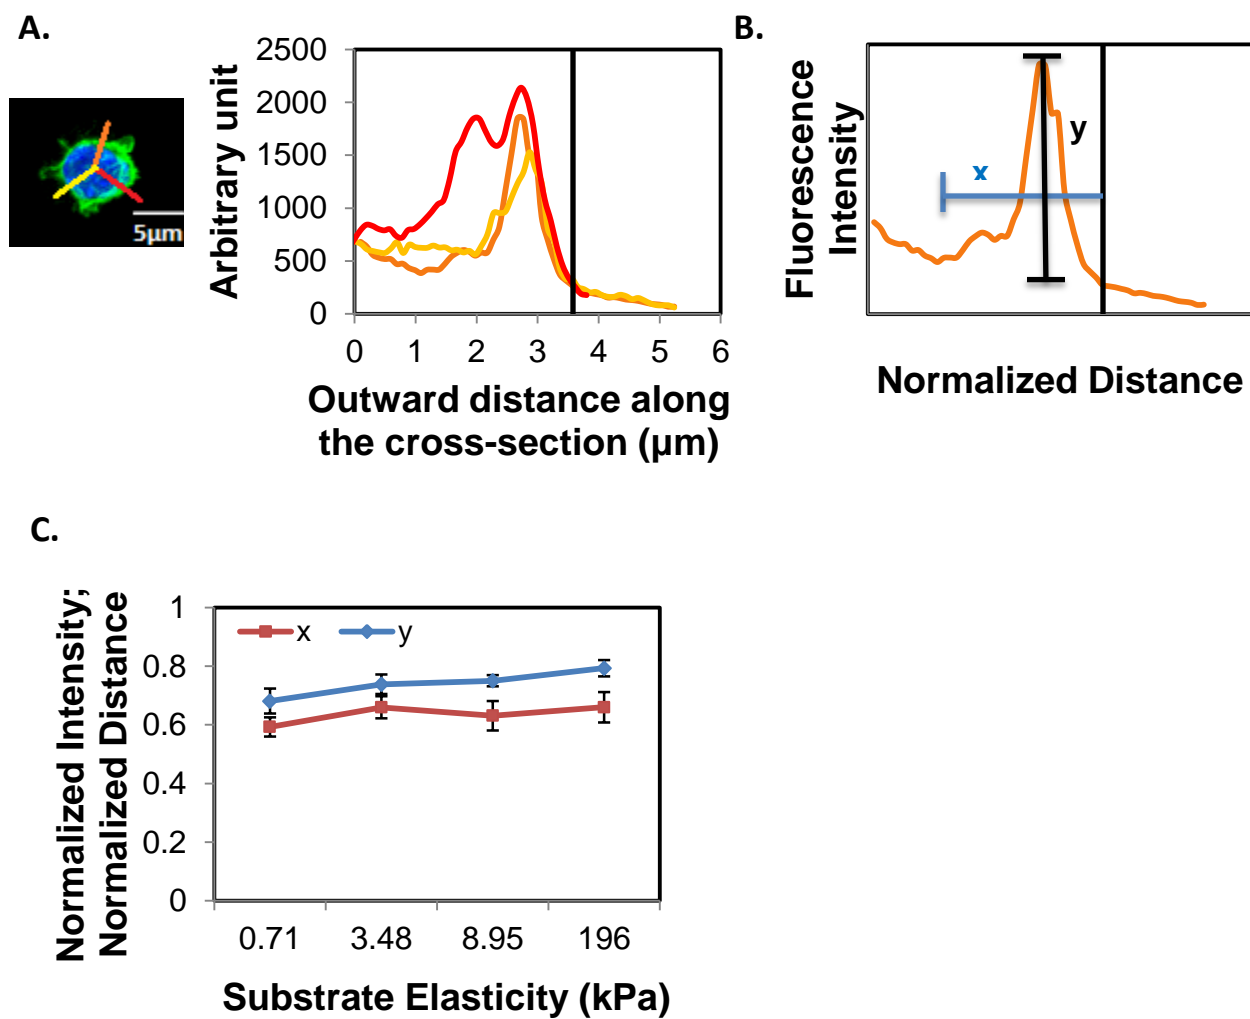 A.
5μm
Arbitrary unit
2500
2000
1500
1000
500
0
0 1 2 3 4 5 6
Outward distance along
the cross-section (μm)
B.
Fluorescence
Intensity
x
y
Normalized Distance
C.
Normalized Intensity;
Normalized Distance
1
0.8
0.6
0.4
0.2
0
x y
0.71 3.48 8.95 196
Substrate Elasticity (kPa)